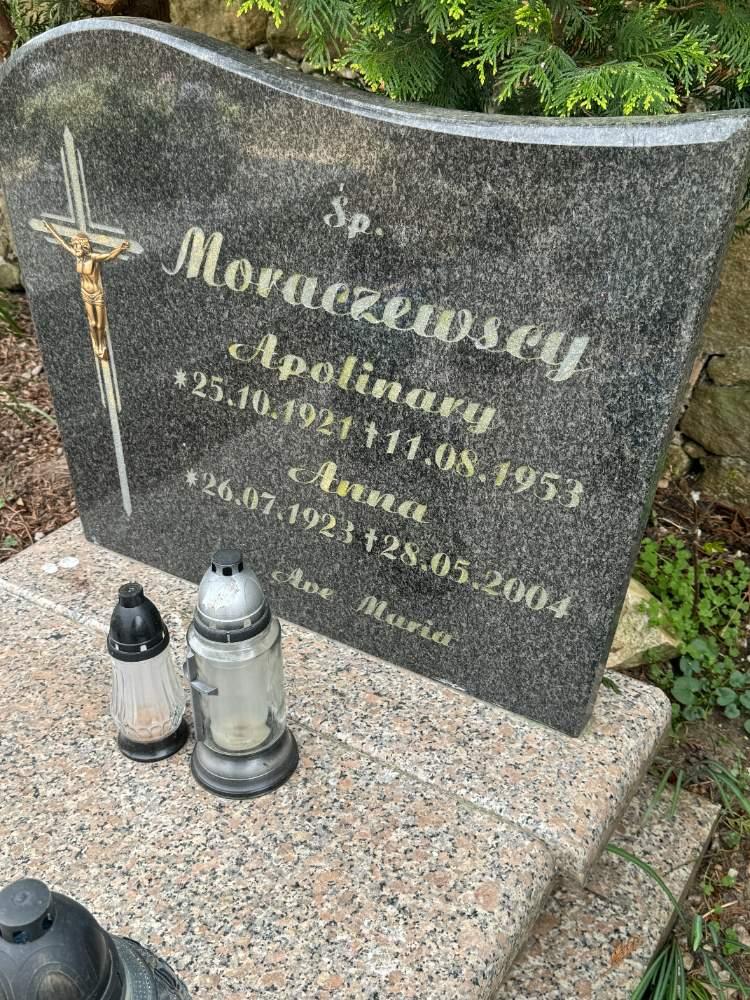 Śp.
Moraczewscy
Apolinary
*25.10.1921 †11.08.1953
Anna
*26.07.1923 †28.05.2004
Ave Maria